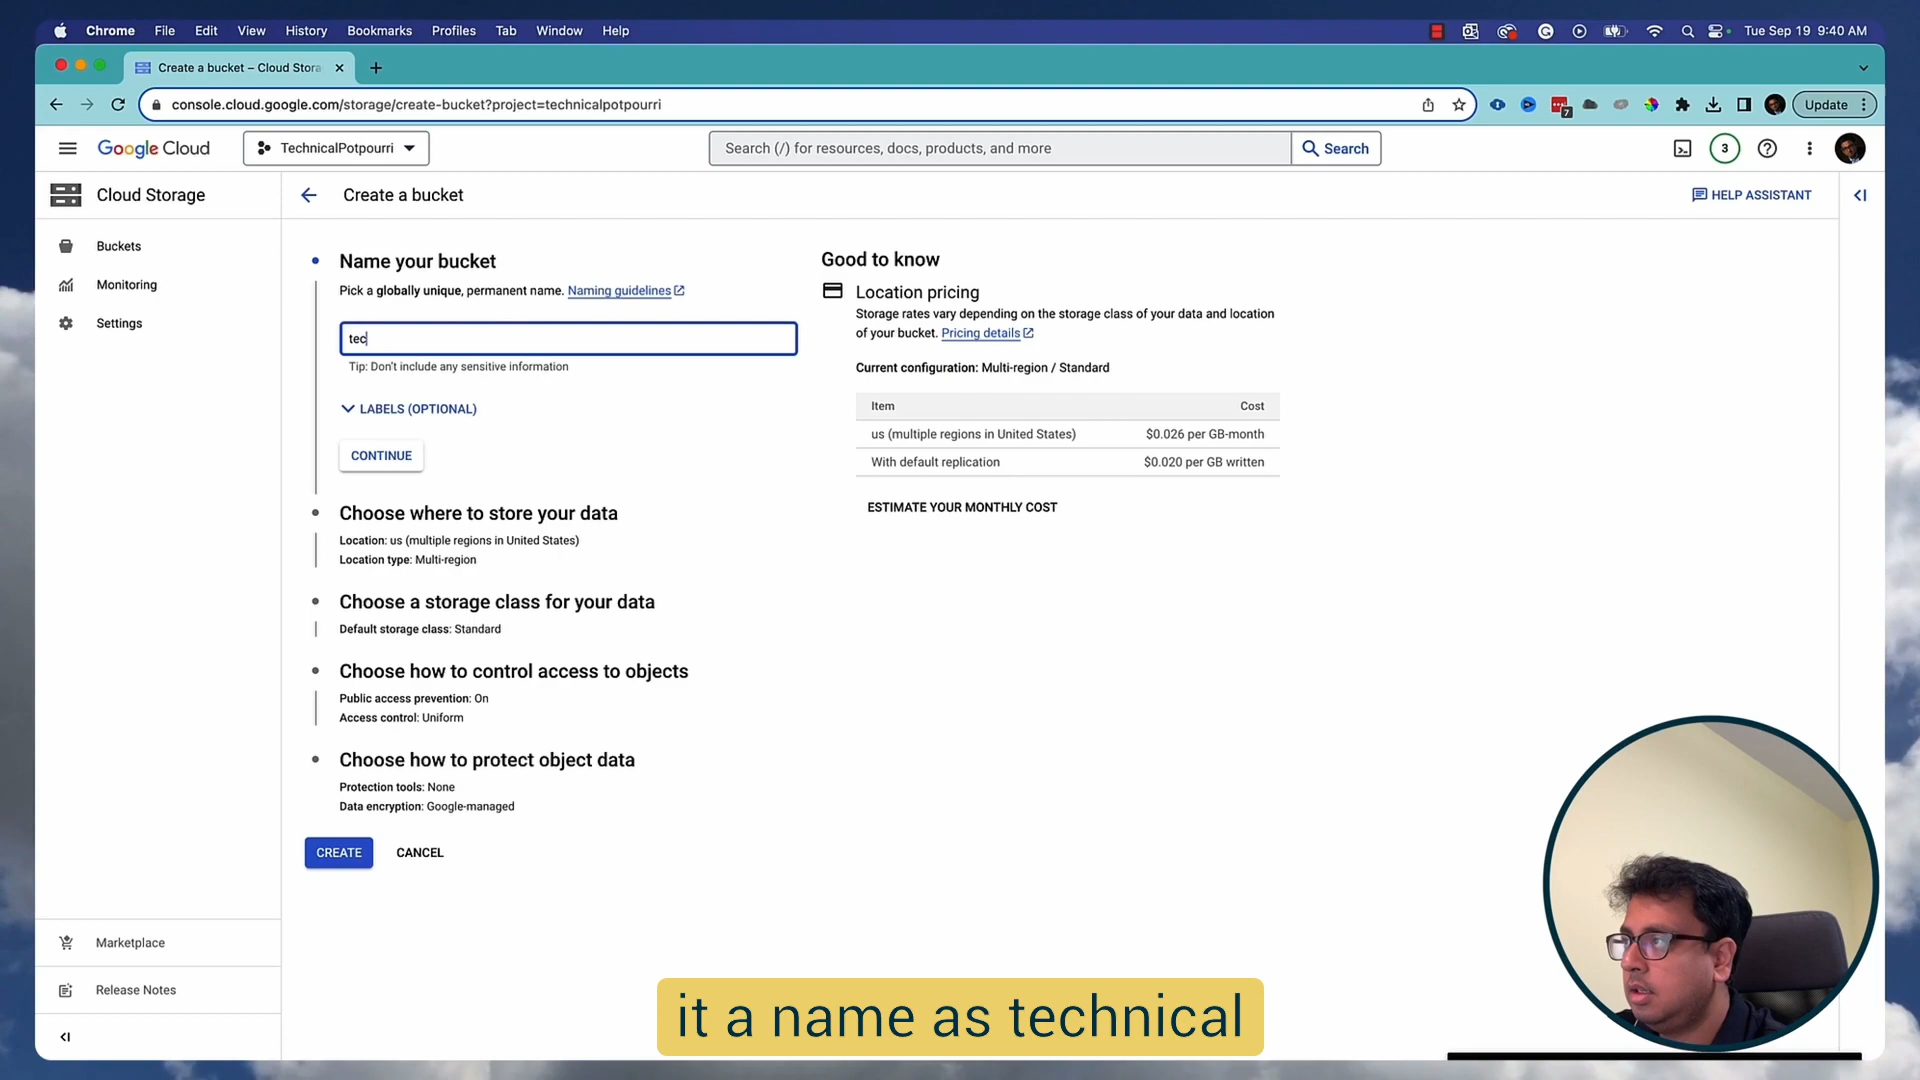 Chrome File Edit View History Bookmarks Profiles Tab Window Help Tue Sep 19 9:40 AM
Create a bucket – Cloud Stora
console.cloud.google.com/storage/create-bucket?project=technicalpotpourri
7
Update
Google Cloud
TechnicalPotpourri
Search (/) for resources, docs, products, and more
Search
3
Cloud Storage
Create a bucket
HELP ASSISTANT
Buckets
Monitoring
Settings
Name your bucket
Pick a globally unique, permanent name. Naming guidelines
tec
Tip: Don't include any sensitive information
LABELS (OPTIONAL)
CONTINUE
Choose where to store your data
Location: us (multiple regions in United States)
Location type: Multi-region
Choose a storage class for your data
Default storage class: Standard
Choose how to control access to objects
Public access prevention: On
Access control: Uniform
Choose how to protect object data
Protection tools: None
Data encryption: Google-managed
CREATE CANCEL
Good to know
Location pricing
Storage rates vary depending on the storage class of your data and location
of your bucket. Pricing details
Current configuration: Multi-region / Standard
Item Cost
us (multiple regions in United States) $0.026 per GB-month
With default replication $0.020 per GB written
ESTIMATE YOUR MONTHLY COST
Marketplace
Release Notes
it a name as technical